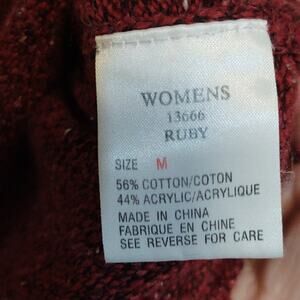 WOMENS
13666
RUBY
SIZE M
56% COTTON/COTON
44% ACRYLIC/ACRYLIQUE
MADE IN CHINA
FABRIQUE EN CHINE
SEE REVERSE FOR CARE